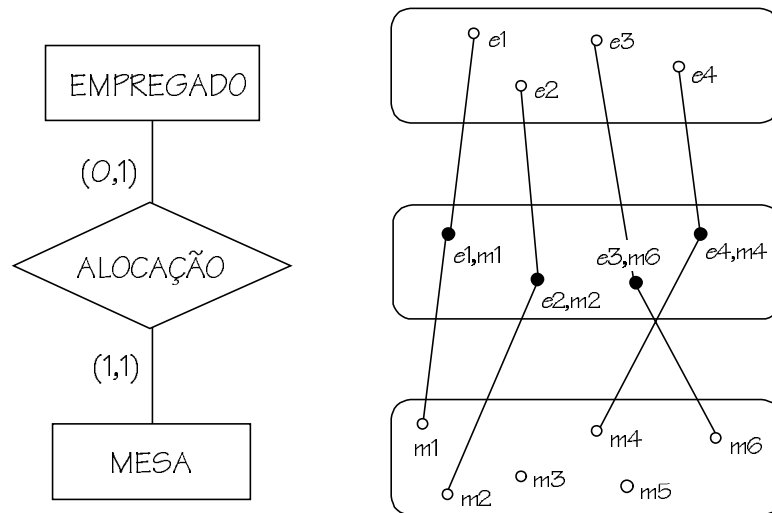 EMPREGADO
(0,1)
ALOCAÇÃO
(1,1)
MESA
e1
e2
e3
e4
e1,m1
e2,m2
e3,m6
e4,m4
m1
m2
m3
m4
m5
m6